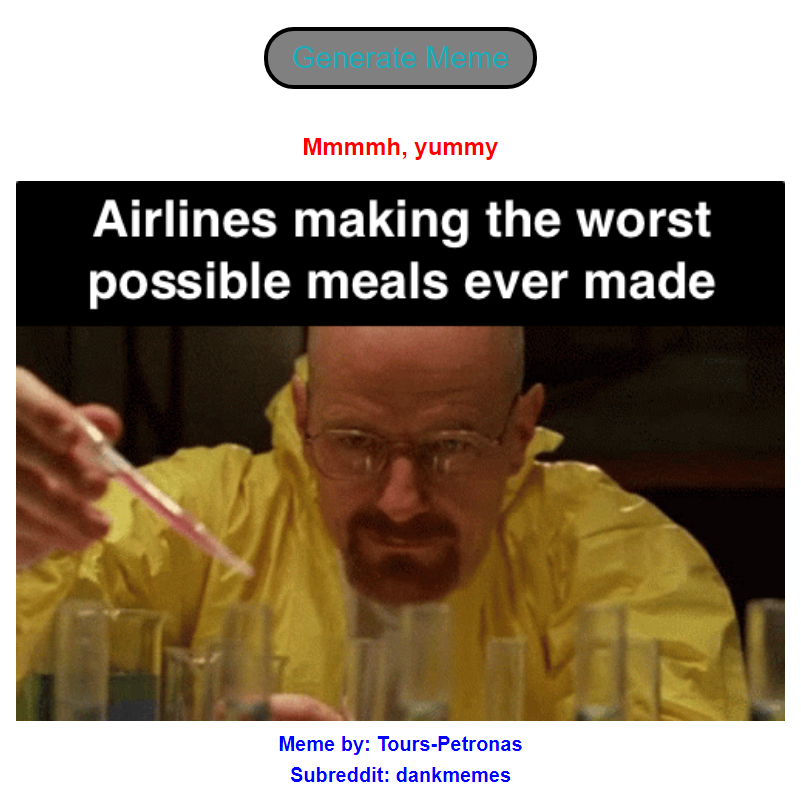 Generate Meme
Mmmmh, yummy
Airlines making the worst
possible meals ever made
Meme by: Tours-Petronas
Subreddit: dankmemes